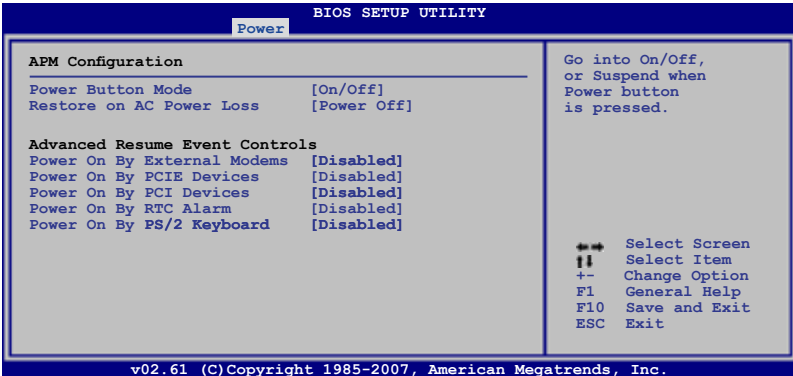 BIOS SETUP UTILITY
Power
APM Configuration
Power Button Mode [On/Off]
Restore on AC Power Loss [Power Off]
Advanced Resume Event Controls
Power On By External Modems [Disabled]
Power On By PCIE Devices [Disabled]
Power On By PCI Devices [Disabled]
Power On By RTC Alarm [Disabled]
Power On By PS/2 Keyboard [Disabled]
Go into On/Off,
or Suspend when
Power button
is pressed.
←→ Select Screen
↑↓ Select Item
+- Change Option
F1 General Help
F10 Save and Exit
ESC Exit
v02.61 (C)Copyright 1985-2007, American Megatrends, Inc.